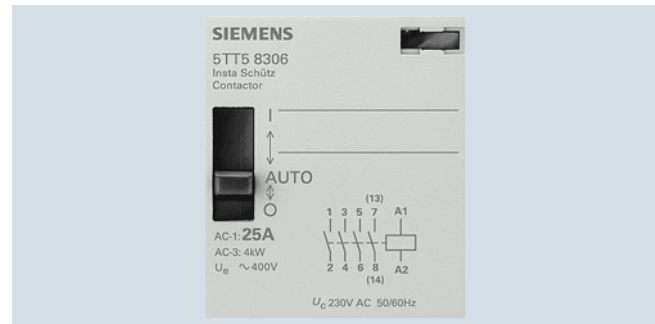 SIEMENS
5TT5 8306
Insta Schütz
Contactor
I
AUTO
O
AC-1: 25A
AC-3: 4kW
Ue ~400V
(13)
1 3 5 7 A1
2 4 6 8 A2
(14)
Uc 230V AC 50/60Hz